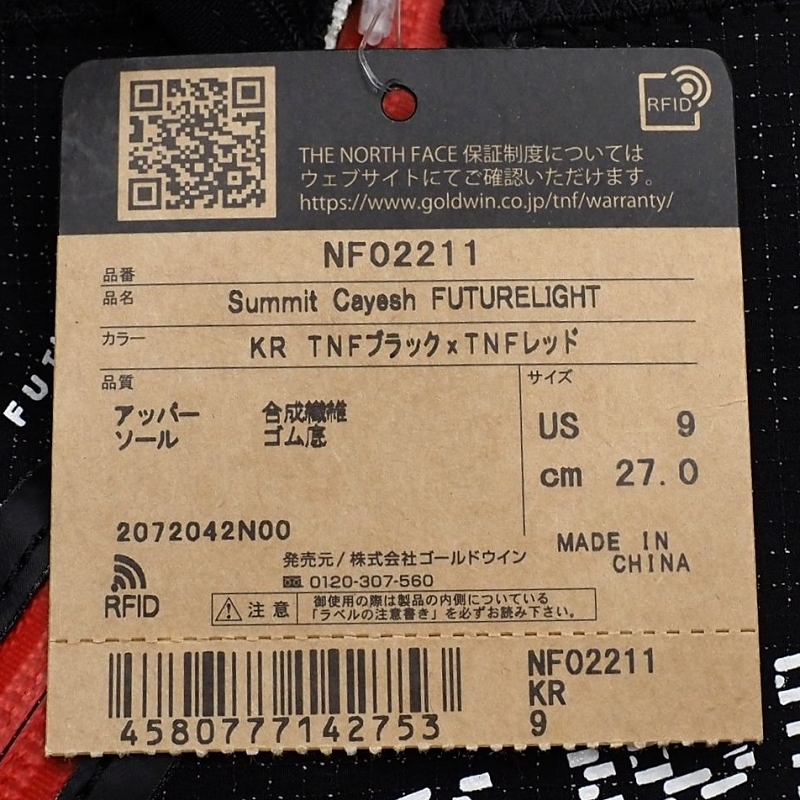 RFID
THE NORTH FACE 保証制度については
ウェブサイトにてご確認いただけます。
https://www.goldwin.co.jp/tnf/warranty/
品番 NF02211
品名 Summit Cayesh FUTURELIGHT
カラー KR TNFブラック×TNFレッド
品質
アッパー 合成繊維
ソール ゴム底
サイズ
US 9
cm 27.0
2072042N00
MADE IN
CHINA
RFID
発売元/株式会社ゴールドウイン
0120-307-560
注意
御使用の際は製品の内側についている
「ラベルの注意書き」を必ずお読み下さい。
4580777142753
NF02211
KR
9
FUTU